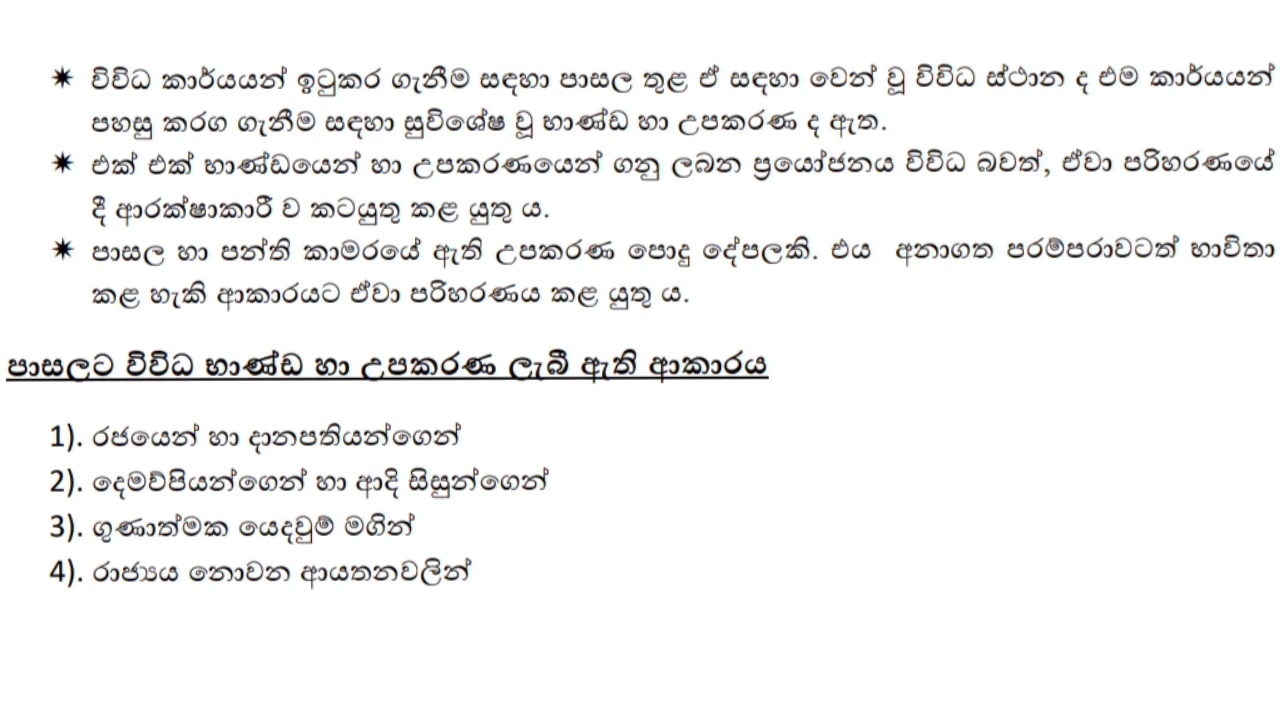 ✷ විවිධ කාර්යයන් ඉටුකර ගැනීම සඳහා පාසල තුළ ඒ සඳහා වෙන් වූ විවිධ ස්ථාන ද එම කාර්යයන්
පහසු කරග ගැනීම සඳහා සුවිශේෂ වූ භාණ්ඩ හා උපකරණ ද ඇත.
✷ එක් එක් භාණ්ඩයෙන් හා උපකරණයෙන් ගනු ලබන ප්‍රයෝජනය විවිධ බවත්, ඒවා පරිහරණයේ
දී ආරක්ෂාකාරී ව කටයුතු කළ යුතු ය.
✷ පාසල හා පන්ති කාමරයේ ඇති උපකරණ පොදු දේපලකි. එය අනාගත පරම්පරාවටත් භාවිතා
කළ හැකි ආකාරයට ඒවා පරිහරණය කළ යුතු ය.
පාසලට විවිධ භාණ්ඩ හා උපකරණ ලැබී ඇති ආකාරය
1). රජයෙන් හා දානපතියන්ගෙන්
2). දෙමව්පියන්ගෙන් හා ආදි සිසුන්ගෙන්
3). ගුණාත්මක යෙදවුම් මගින්
4). රාජ්‍යය නොවන ආයතනවලින්